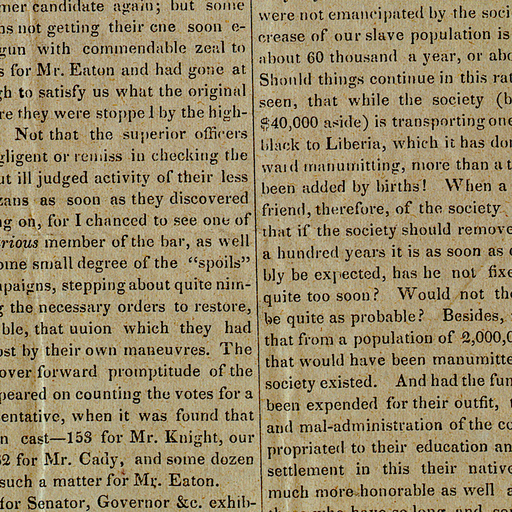 mer candidate again; but some
ns not getting their cne soon e-
gun with commendable zeal to
s for Mr. Eaton and had gone at
gh to satisfy us what the original
re they were stoppe l by the high-
Not that the superior officers
gligent or remiss in checking the
ut ill judged activity of their less
zans as soon as they discovered
ng on, for I chanced to see one of
rious member of the bar, as well
ome small degree of the "spoils"
paigns, stepping about quite nim-
g the necessary orders to restore,
ble, that uuion which they had
ost by their own maneuvres. The
over forward promptitude of the
peared on counting the votes for a
entative, when it was found that
n cast—153 for Mr. Knight, our
32 for Mr. Cady, and some dozen
such a matter for Mr. Eaton.
for Senator, Governor &c. exhib-
were not emancipated by the soci
crease of our slave population is
about 60 thousand a year, or abo
Should things continue in this rat
seen, that while the society (b
$40,000 aside) is transporting one
black to Liberia, which it has don
ward manumitting, more than a t
been added by births! When a
friend, therefore, of the society
that if the society should remove
a hundred years it is as soon as c
bly be expected, has he not fixe
quite too soon? Would not the
be quite as probable? Besides,
that from a population of 2,000,0
that would have been manumitte
society existed. And had the fun
been expended for their outfit, t
and mal-administration of the co
propriated to their education an
settlement in this their native
much more honorable as well a